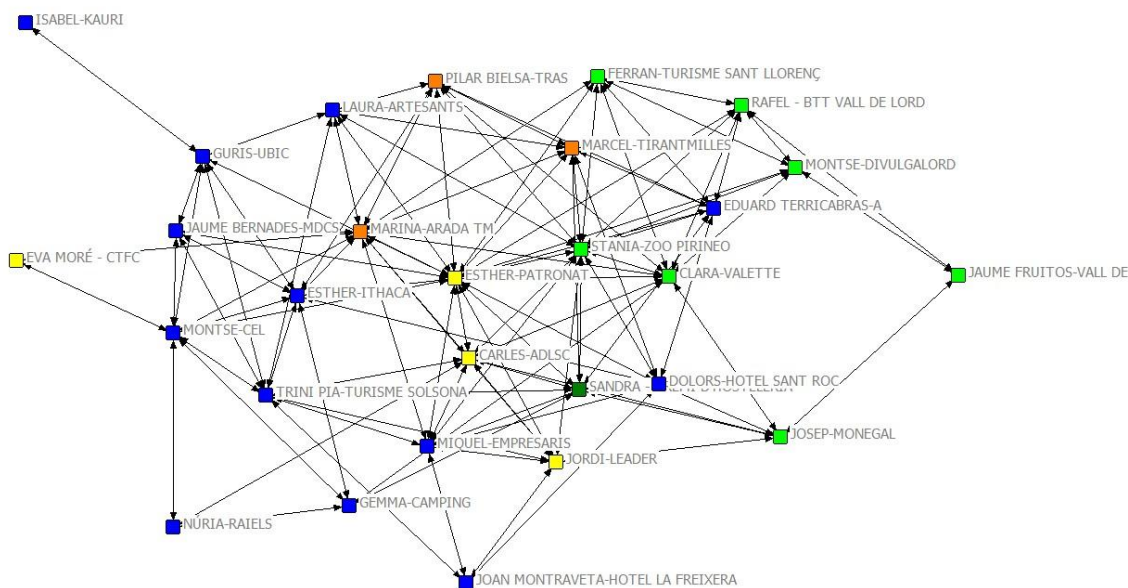 ISABEL-KAURI
PILAR BIELSA-TRAS
FERRAN-TURISME SANT LLORENÇ
LAURA-ARTESANTS
RAFEL - BTT VALL DE LORD
GURIS-UBIC
MARCEL-TIRANTMILLES
MONTSE-DIVULGALORD
EDUARD TERRICABRAS-A
JAUME BERNADES-MDCS
MARINA-ARADA TM
STANIA-ZOO PIRINEO
EVA MORÉ - CTFC
ESTHER-PATRONAT
CLARA-VALETTE
JAUME FRUITOS-VALL DE
ESTHER-ITHACA
MONTSE-CEL
CARLES-ADLSC
TRINI PIA-TURISME SOLSONA
SANDRA -
DOLORS-HOTEL SANT ROC
MIQUEL-EMPRESARIS
JOSEP-MONEGAL
JORDI-LEADER
GEMMA-CAMPING
NÚRIA-RAIELS
JOAN MONTRAVETA-HOTEL LA FREIXERA